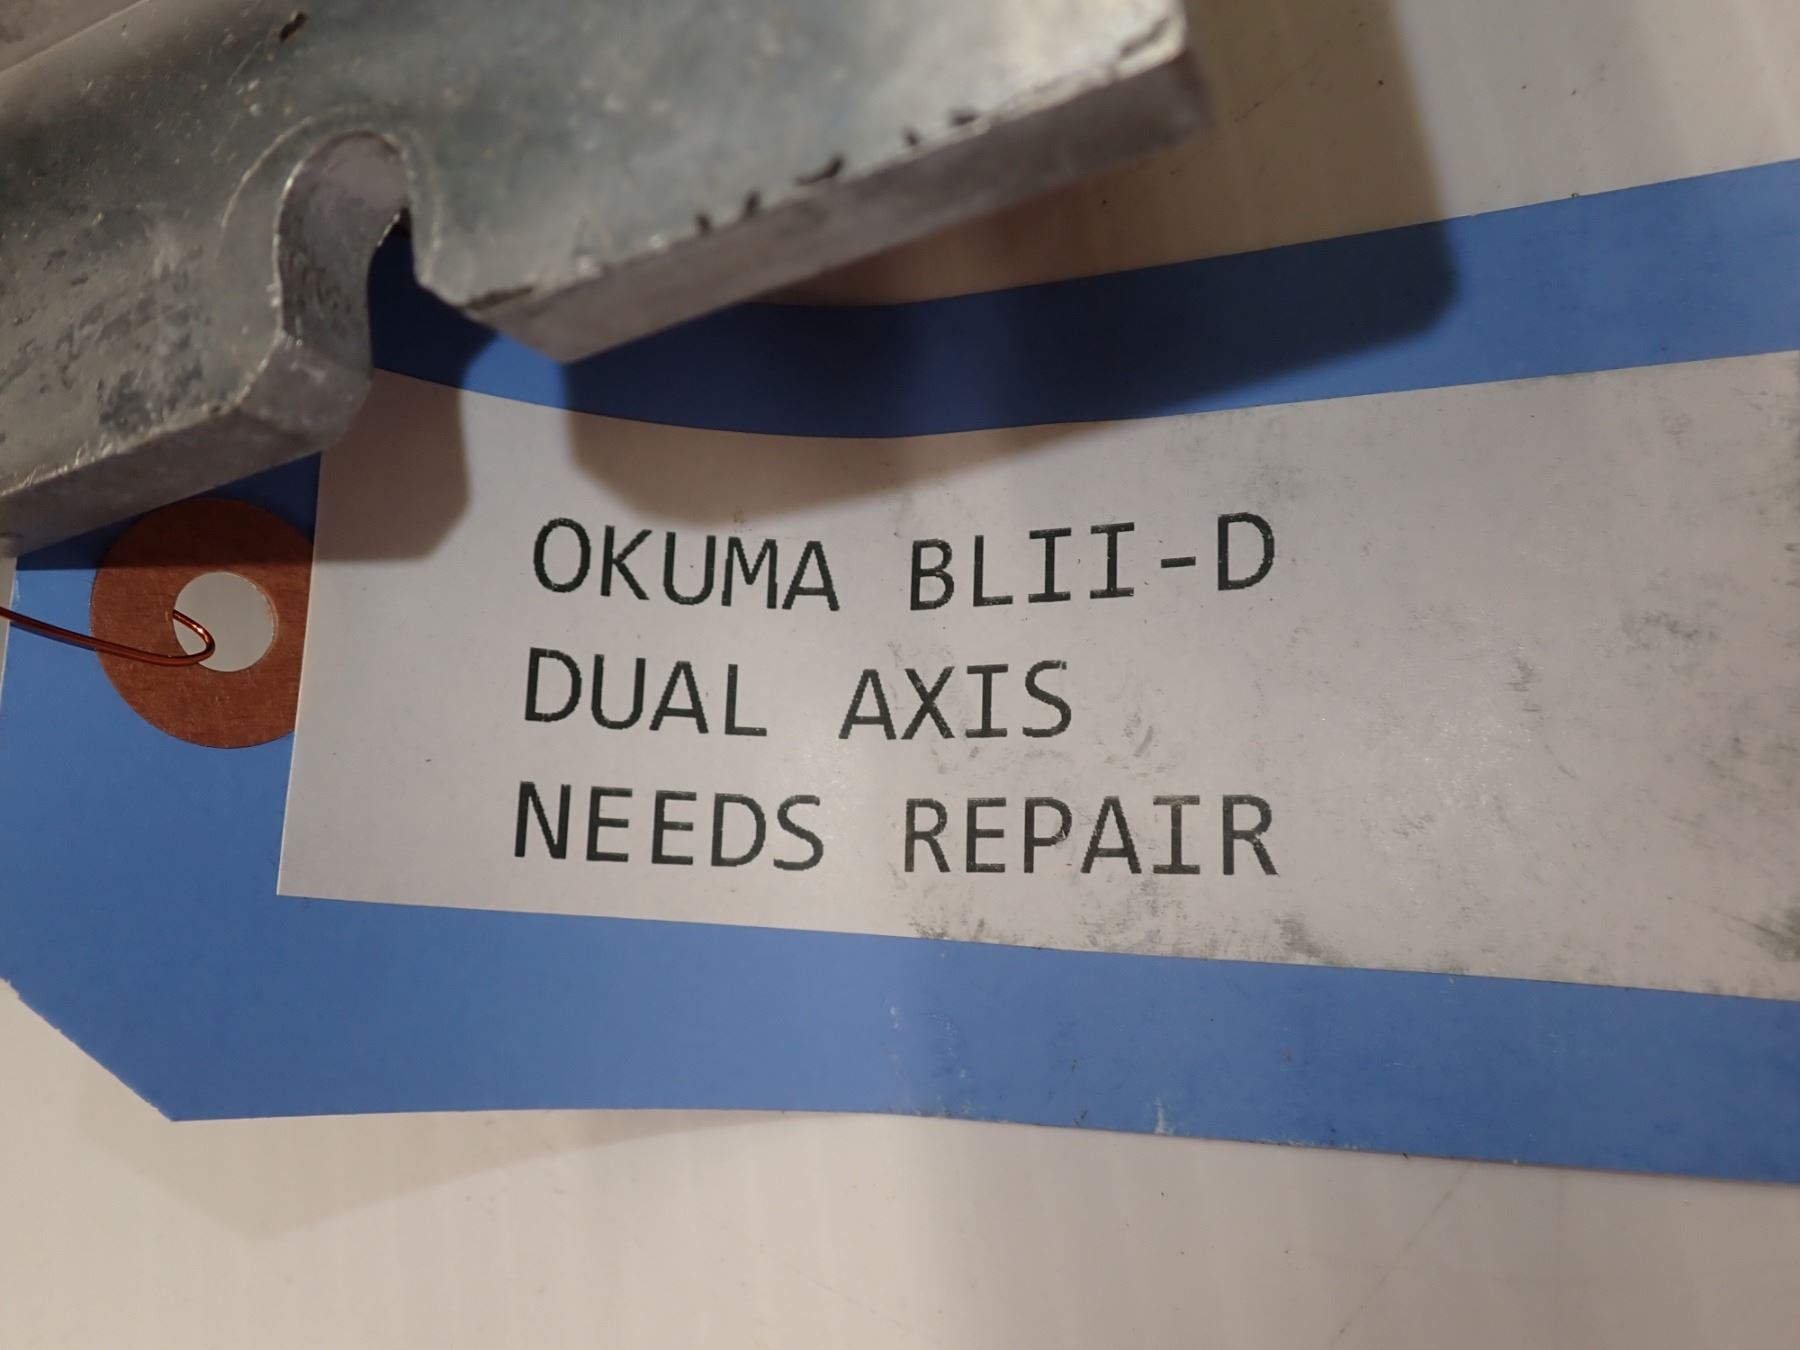 OKUMA BLII-D
DUAL AXIS
NEEDS REPAIR